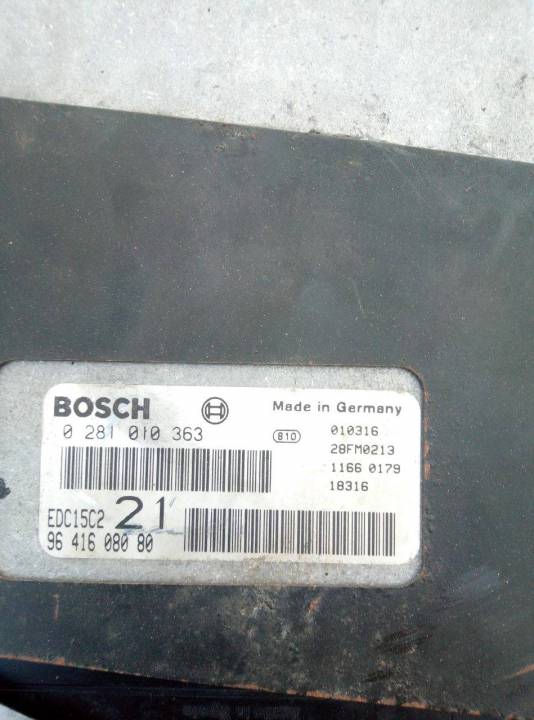 BOSCH
Made in Germany
0 281 010 363
B10
010316
28FM0213
1166 0179
18316
EDC15C2 21
96 416 080 80